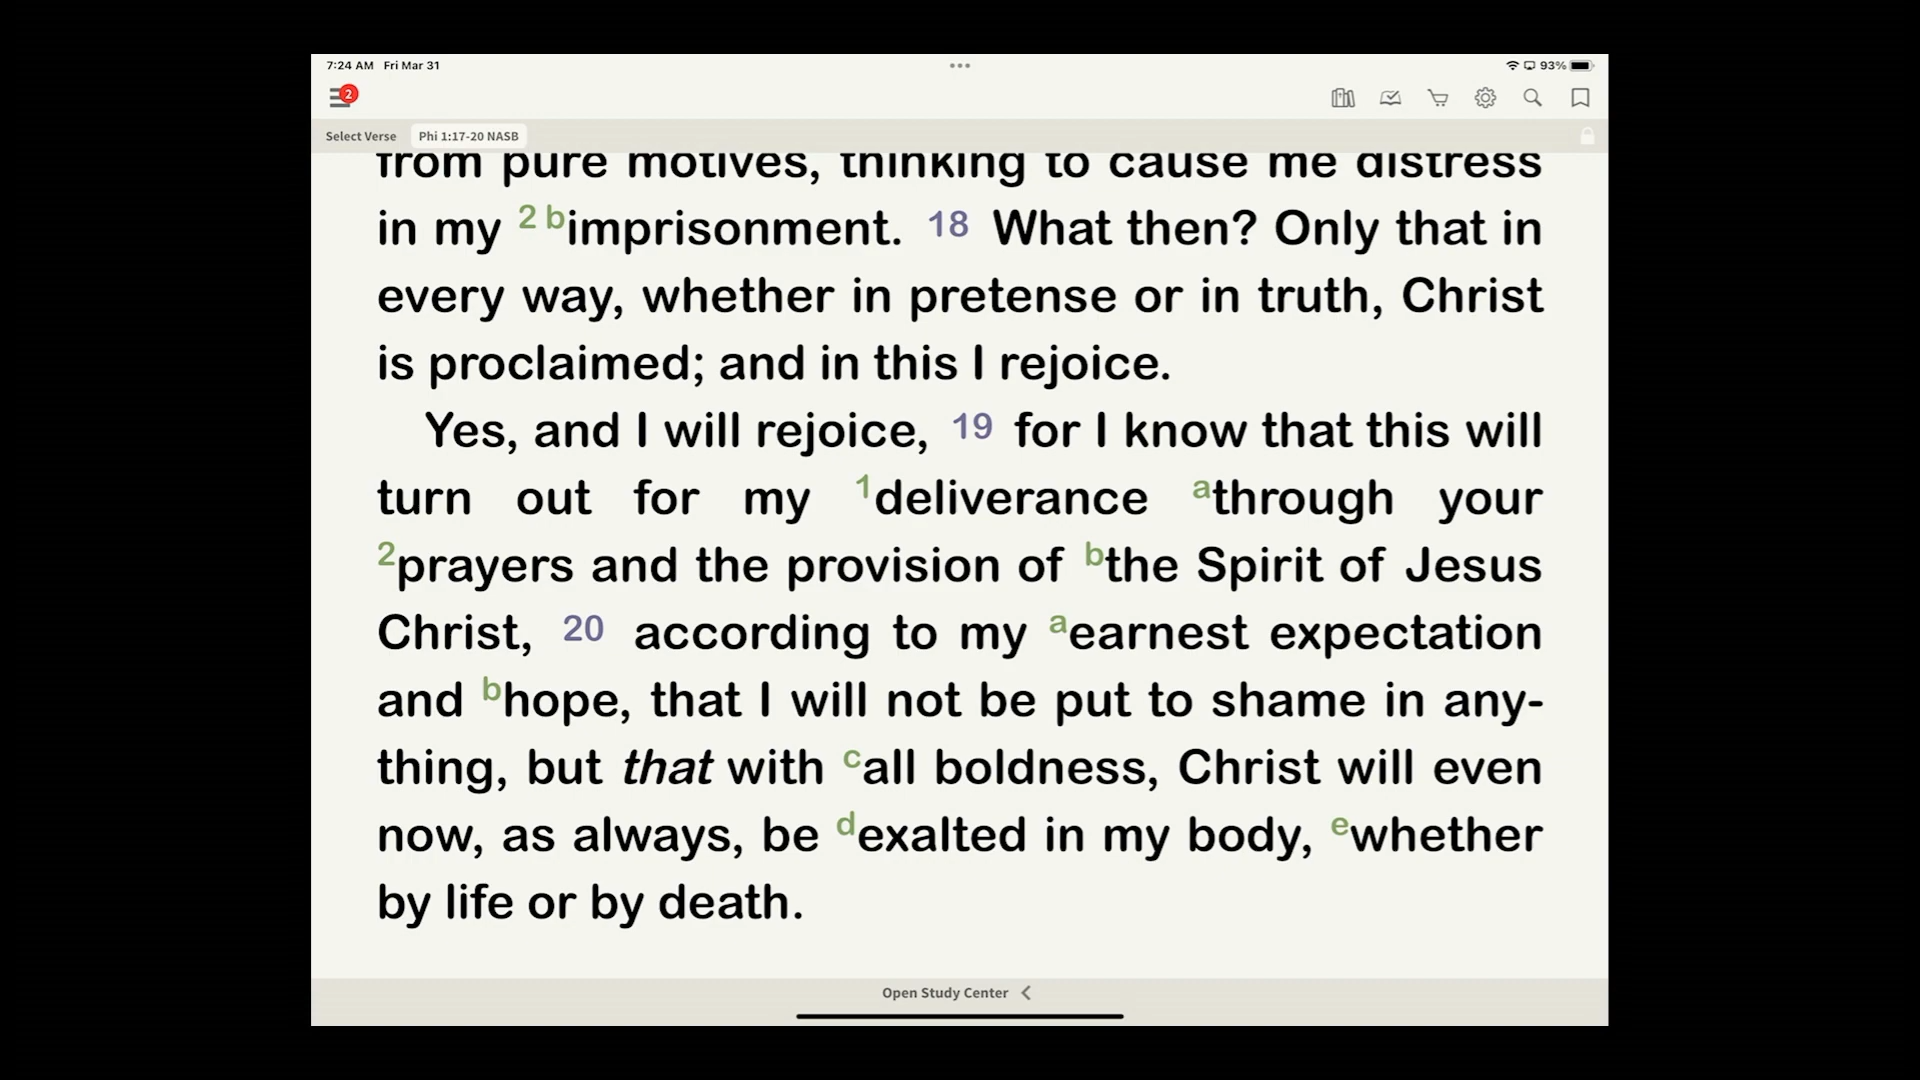 7:24 AM Fri Mar 31
93%
2
Select Verse Phi 1:17-20 NASB
from pure motives, thinking to cause me distress
in my 2 b imprisonment. 18 What then? Only that in
every way, whether in pretense or in truth, Christ
is proclaimed; and in this I rejoice.
Yes, and I will rejoice, 19 for I know that this will
turn out for my 1deliverance athrough your
2prayers and the provision of bthe Spirit of Jesus
Christ, 20 according to my aearnest expectation
and bhope, that I will not be put to shame in any-
thing, but that with call boldness, Christ will even
now, as always, be dexalted in my body, ewhether
by life or by death.
Open Study Center